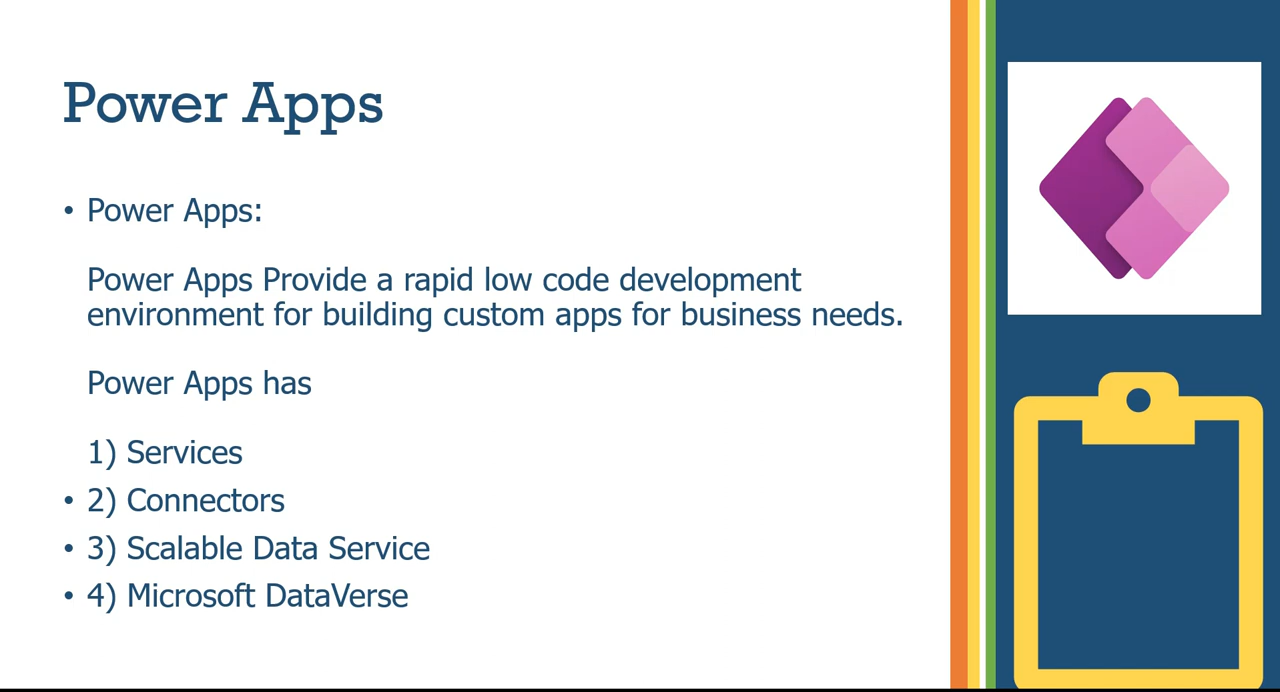 Power Apps
• Power Apps:
Power Apps Provide a rapid low code development
environment for building custom apps for business needs.
Power Apps has
1) Services
• 2) Connectors
• 3) Scalable Data Service
• 4) Microsoft DataVerse